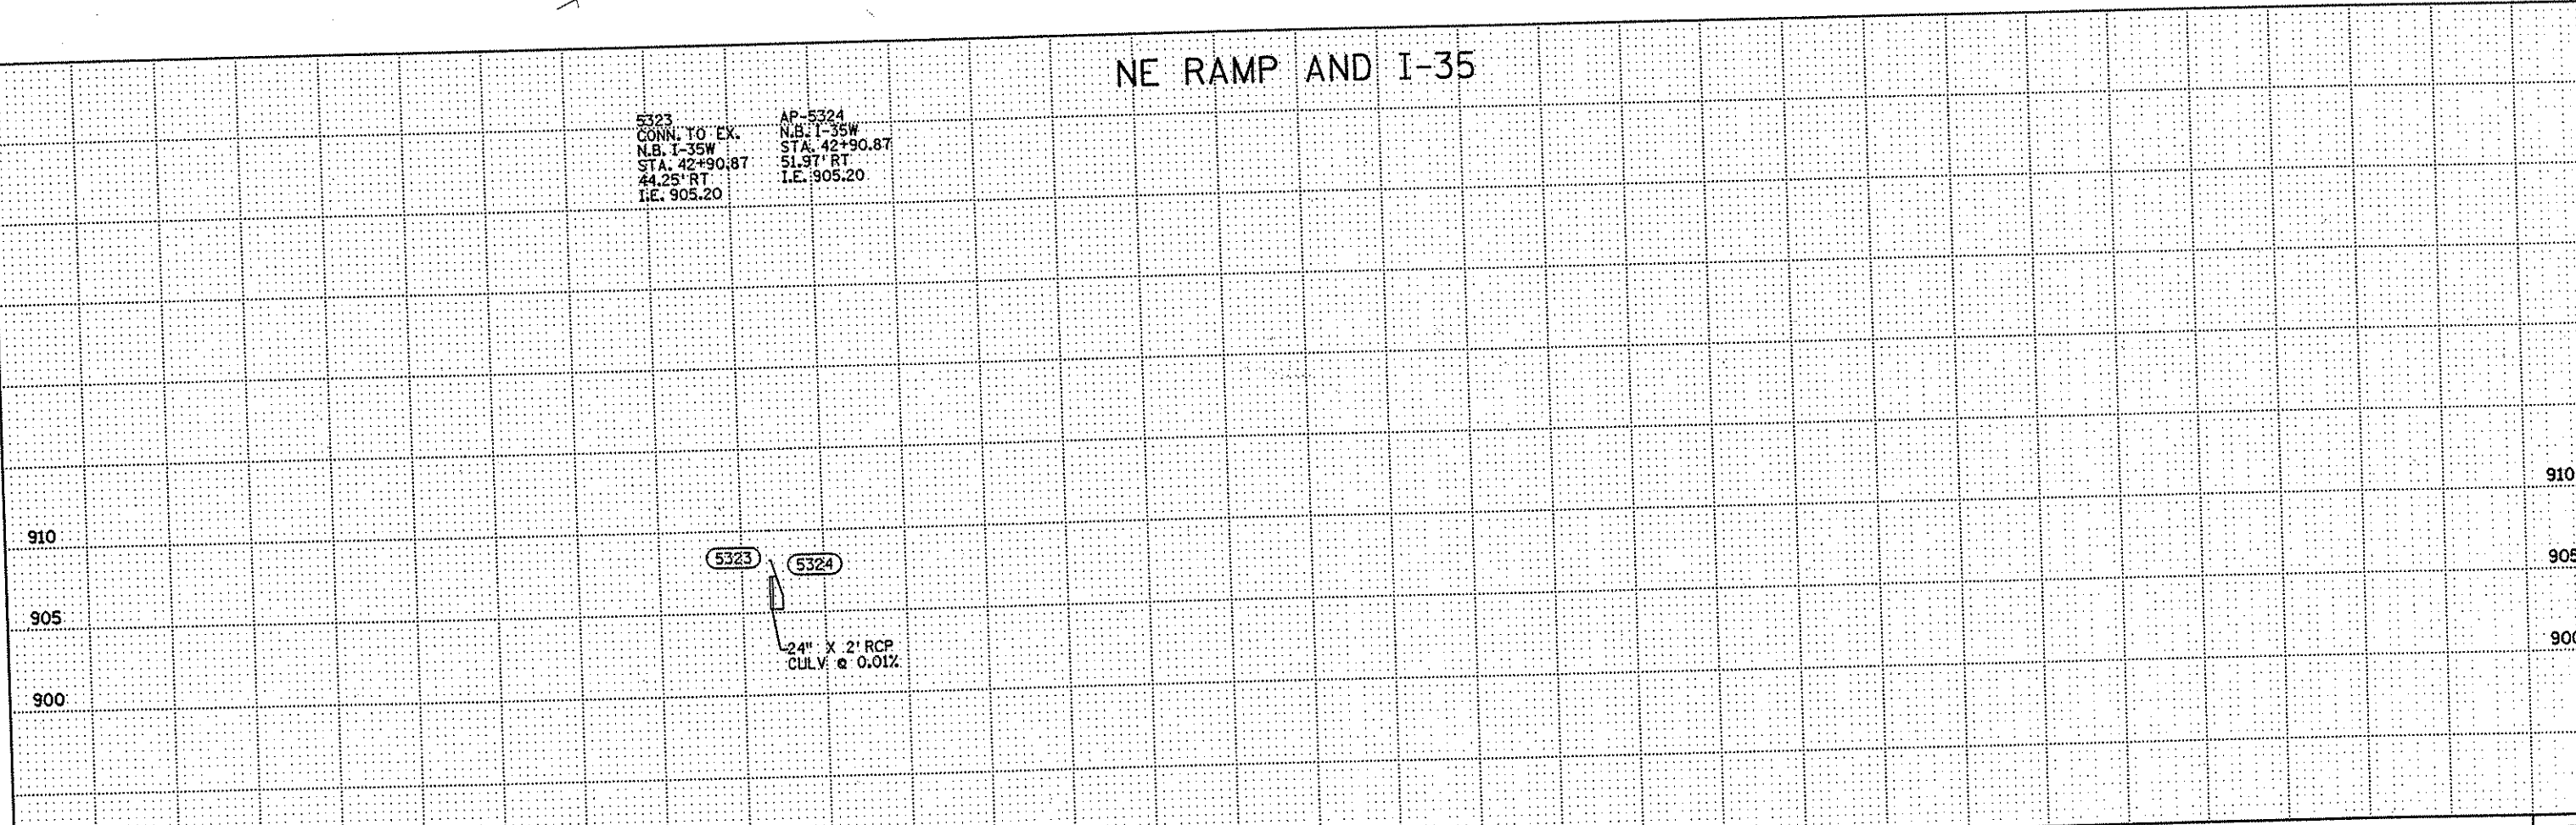 NE RAMP AND I-35
5323
CONN. TO EX.
N.B. I-35W
STA. 42+90.87
44.25' RT
I.E. 905.20
AP-5324
N.B. I-35W
STA. 42+90.87
51.97' RT
I.E. 905.20
910
910
5323
5324
905
905
24" X 2' RCP
CULV @ 0.01%
900
900